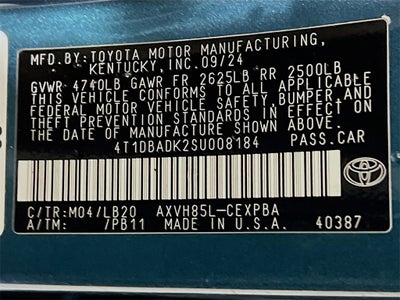 MFD.BY: TOYOTA MOTOR MANUFACTURING,
KENTUCKY, INC. 09/24
GVWR 4740LB GAWR FR 2625LB RR 2500LB
THIS VEHICLE CONFORMS TO ALL APPLICABLE
FEDERAL MOTOR VEHICLE SAFETY, BUMPER AND
THEFT PREVENTION STANDARDS IN EFFECT ON
THE DATE OF MANUFACTURE SHOWN ABOVE.
4T1DBADK2SU008184 PASS.CAR
C/TR:M04/LB20 AXVH85L-CEXPBA
A/TM: /PB11 MADE IN U.S.A. 40387